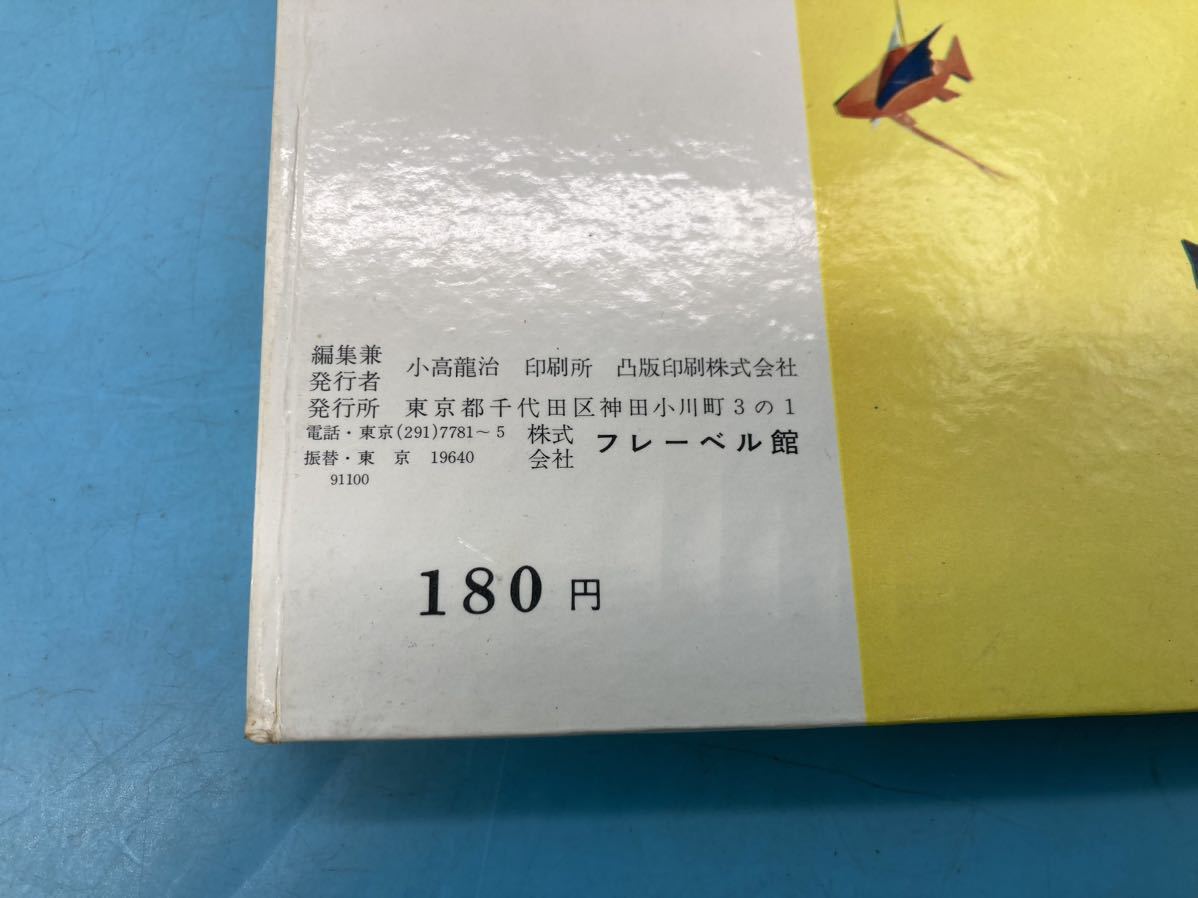 編集兼
発行者 小高龍治 印刷所 凸版印刷株式会社
発行所 東京都千代田区神田小川町3の1
電話・東京(291)7781～5 株式会社 フレーベル館
振替・東京 19640
91100
180円